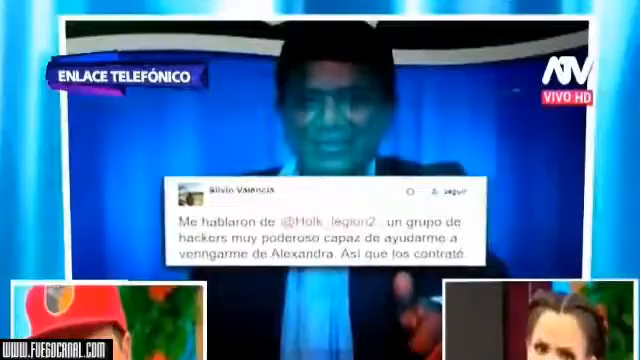 ENLACE TELEFÓNICO
ATV
VIVO HD
Silvio Valencia
seguir
Me hablaron de @Holk_legion2 , un grupo de
hackers muy poderoso capaz de ayudarme a
venngarme de Alexandra. Así que los contraté.
WWW.FUEGOCANAL.COM